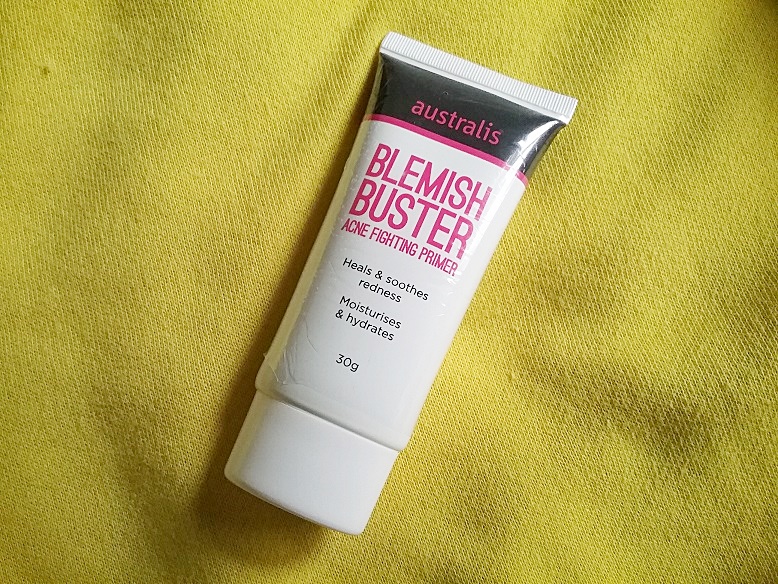 australis
BLEMISH
BUSTER
ACNE FIGHTING PRIMER
Heals & soothes
redness
Moisturises
& hydrates
30g